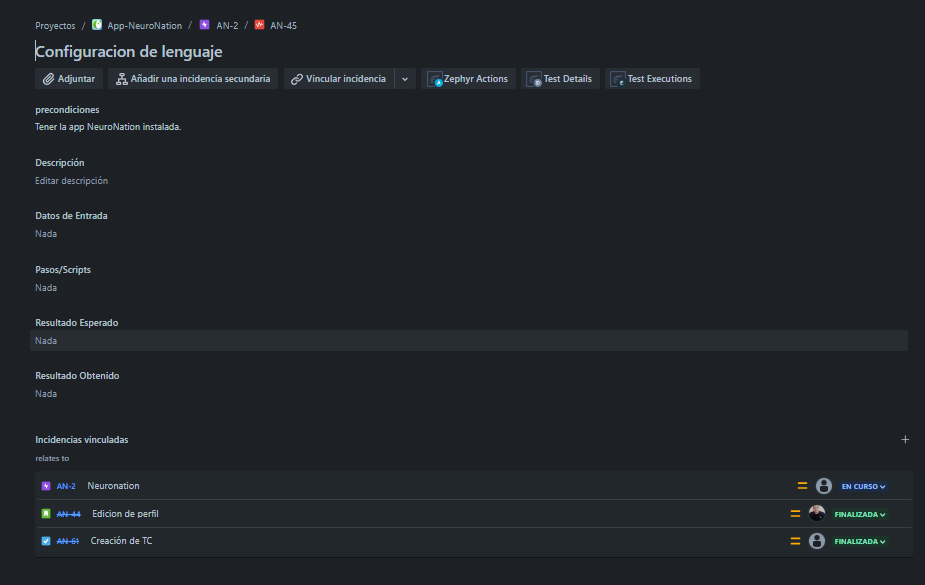 Proyectos / App-NeuroNation / AN-2 / AN-45
Configuracion de lenguaje
Adjuntar Añadir una incidencia secundaria Vincular incidencia Zephyr Actions Test Details Test Executions
precondiciones
Tener la app NeuroNation instalada.
Descripción
Editar descripción
Datos de Entrada
Nada
Pasos/Scripts
Nada
Resultado Esperado
Nada
Resultado Obtenido
Nada
Incidencias vinculadas
relates to
AN-2 Neuronation EN CURSO
AN-44 Edicion de perfil FINALIZADA
AN-61 Creación de TC FINALIZADA